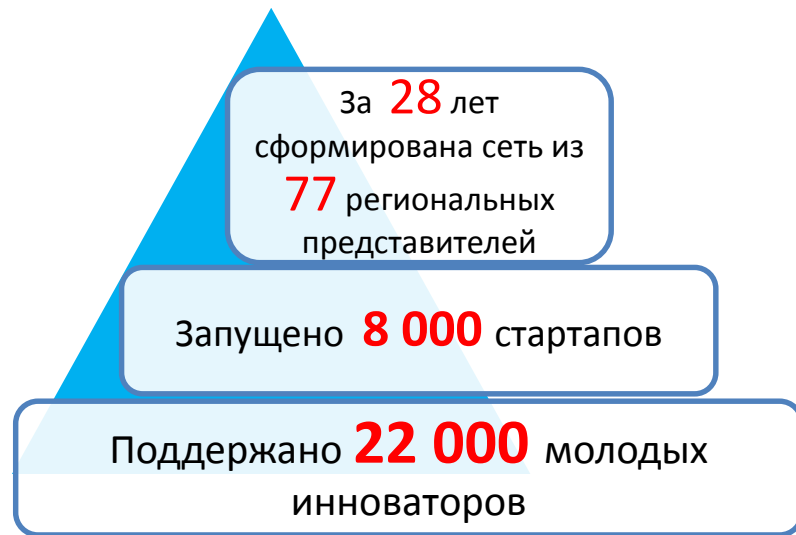 За 28 лет
сформирована сеть из
77 региональных
представителей
Запущено 8 000 стартапов
Поддержано 22 000 молодых
инноваторов